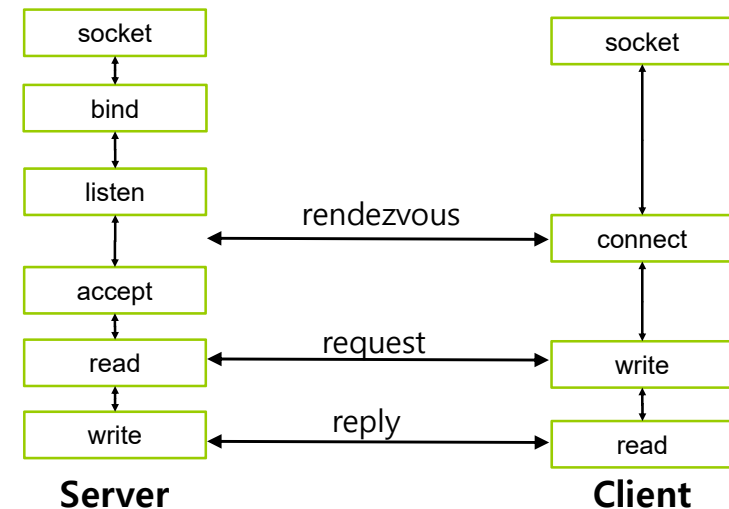 socket
bind
listen
accept
read
write
Server
rendezvous
request
reply
socket
connect
write
read
Client